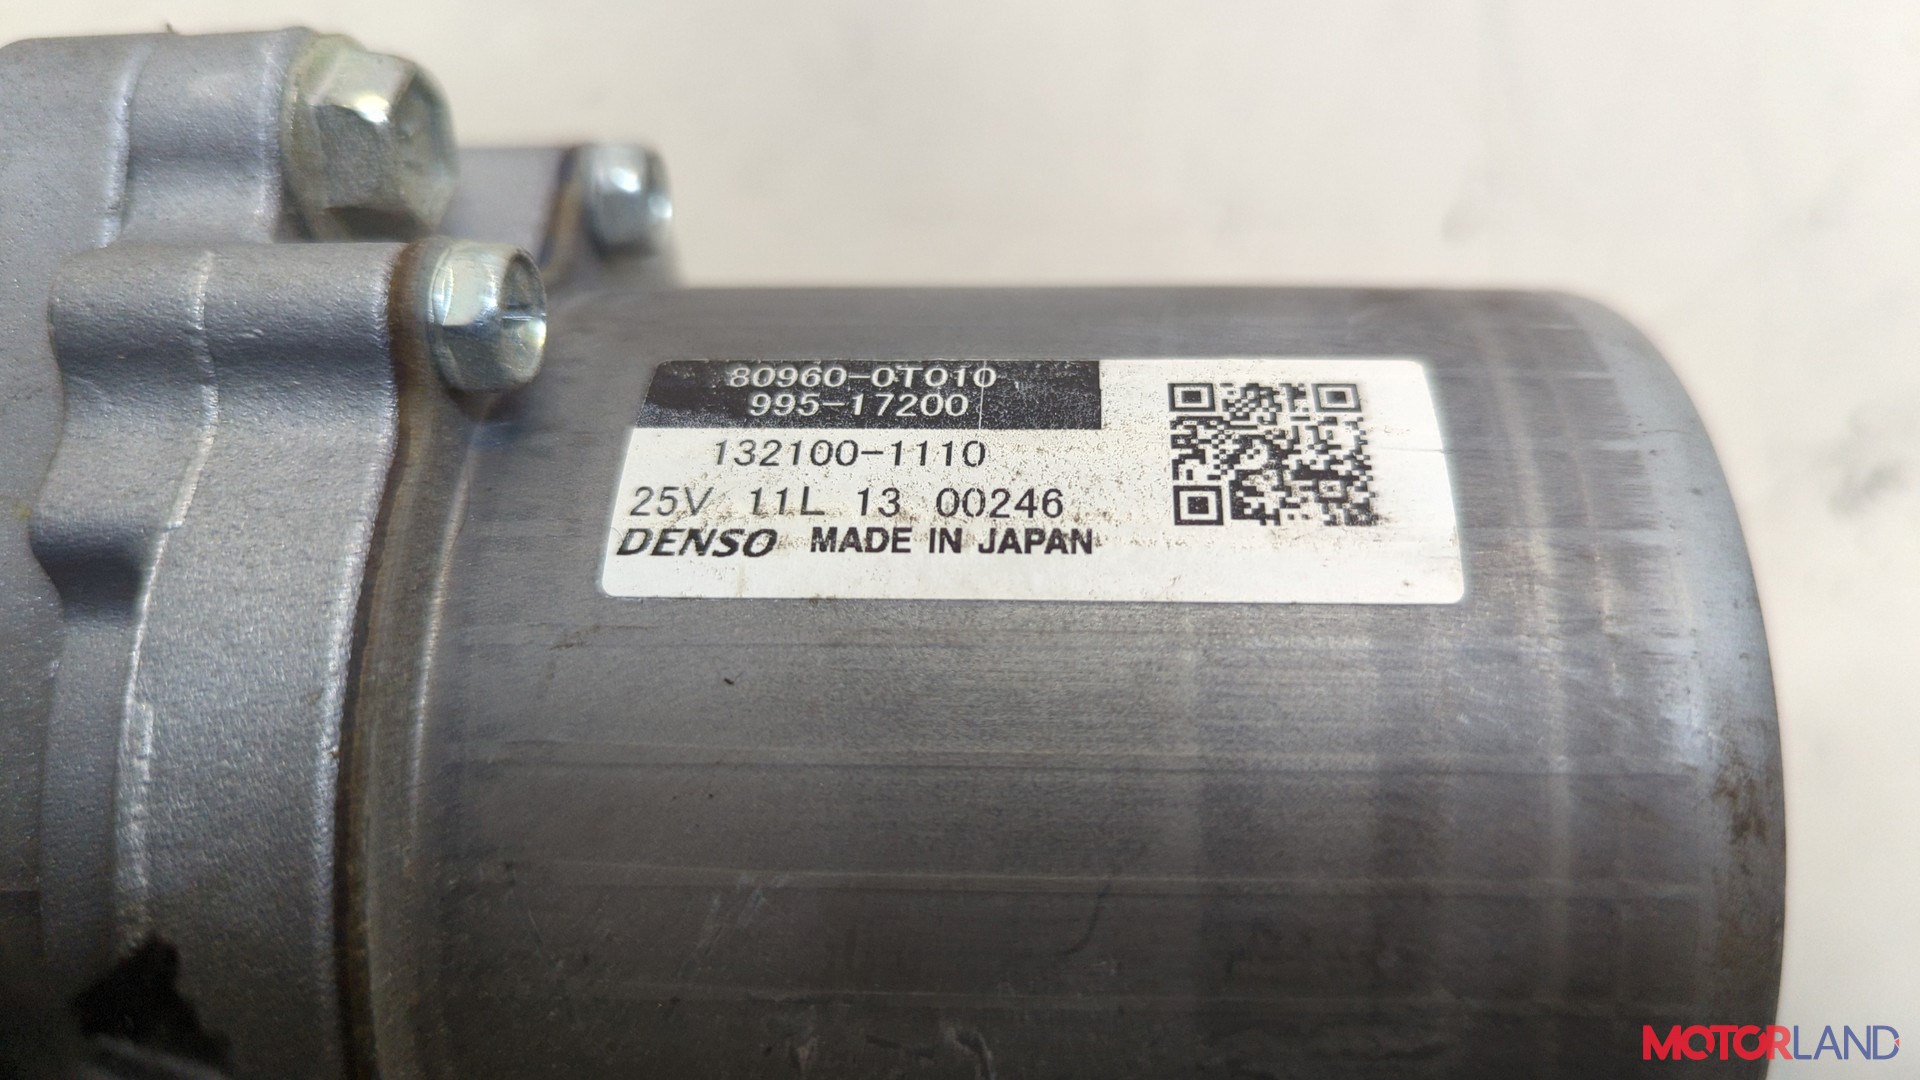 80960-0T010
995-17200
132100-1110
25V 11L 13 00246
DENSO MADE IN JAPAN
MOTORLAND